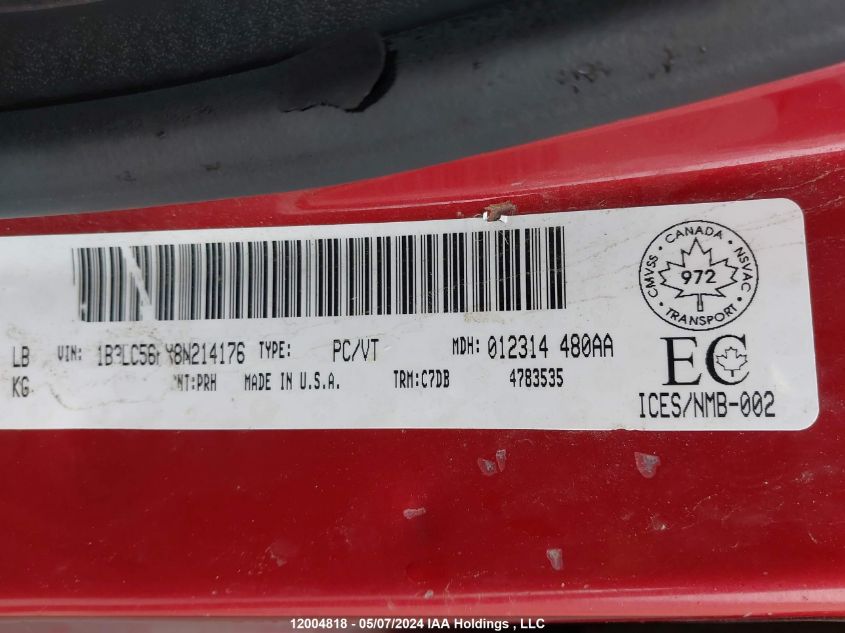 CANADA
CMVSS NSVAC
972
TRANSPORT
LB VIN: TYPE: PC/VT MDH: 012314 480AA
KG MADE IN U.S.A. TRM:C7DB 4783535
EC
ICES/NMB-002
12004818 - 05/07/2024 IAA Holdings , LLC